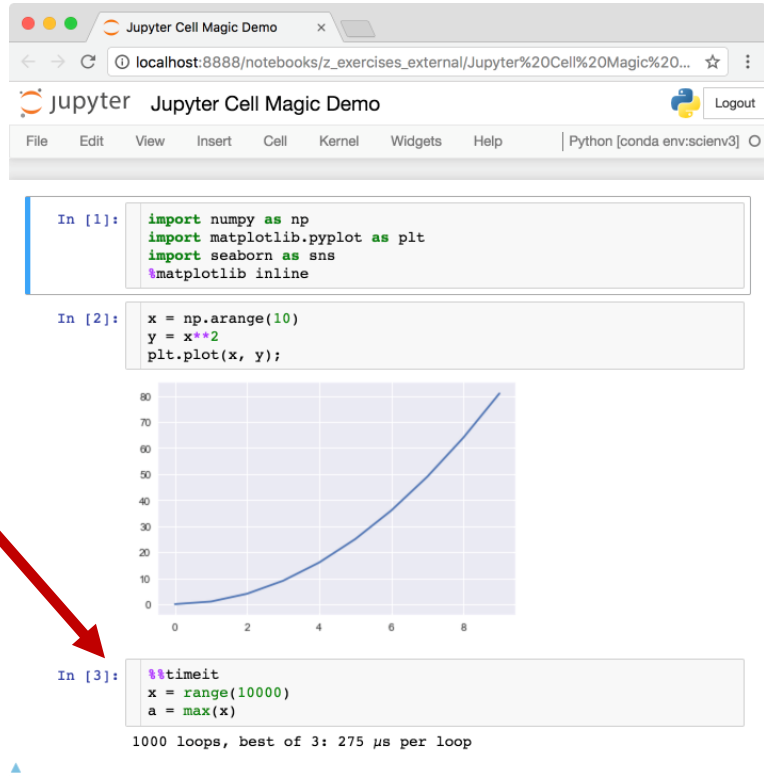 Jupyter Cell Magic Demo ×
localhost:8888/notebooks/z_exercises_external/Jupyter%20Cell%20Magic%20...
jupyter Jupyter Cell Magic Demo Logout
File Edit View Insert Cell Kernel Widgets Help Python [conda env:scienv3]
In [1]: import numpy as np
import matplotlib.pyplot as plt
import seaborn as sns
%matplotlib inline
In [2]: x = np.arange(10)
y = x**2
plt.plot(x, y);
80
70
60
50
40
30
20
10
0
0 2 4 6 8
In [3]: %%timeit
x = range(10000)
a = max(x)
1000 loops, best of 3: 275 µs per loop